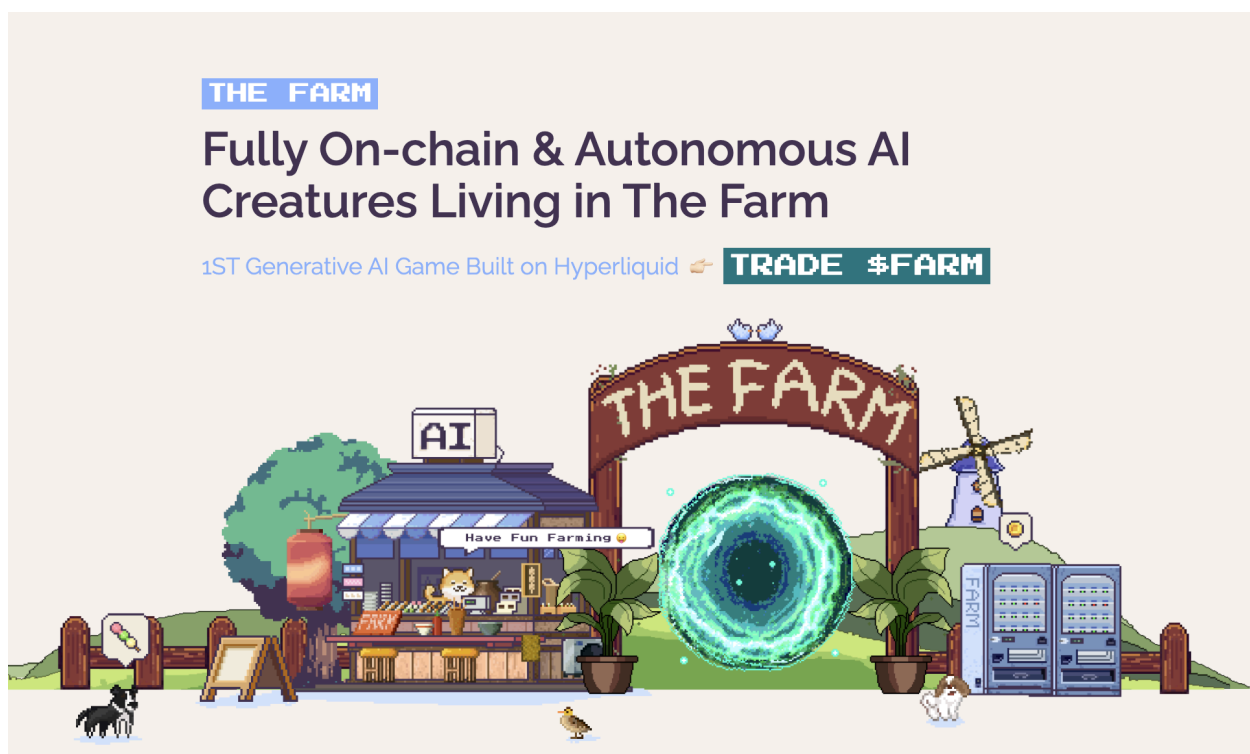 THE FARM
Fully On-chain & Autonomous AI
Creatures Living in The Farm
1ST Generative AI Game Built on Hyperliquid 👉🏻 TRADE $FARM
THE FARM
AI
Have Fun Farming😛
FARM
FARM